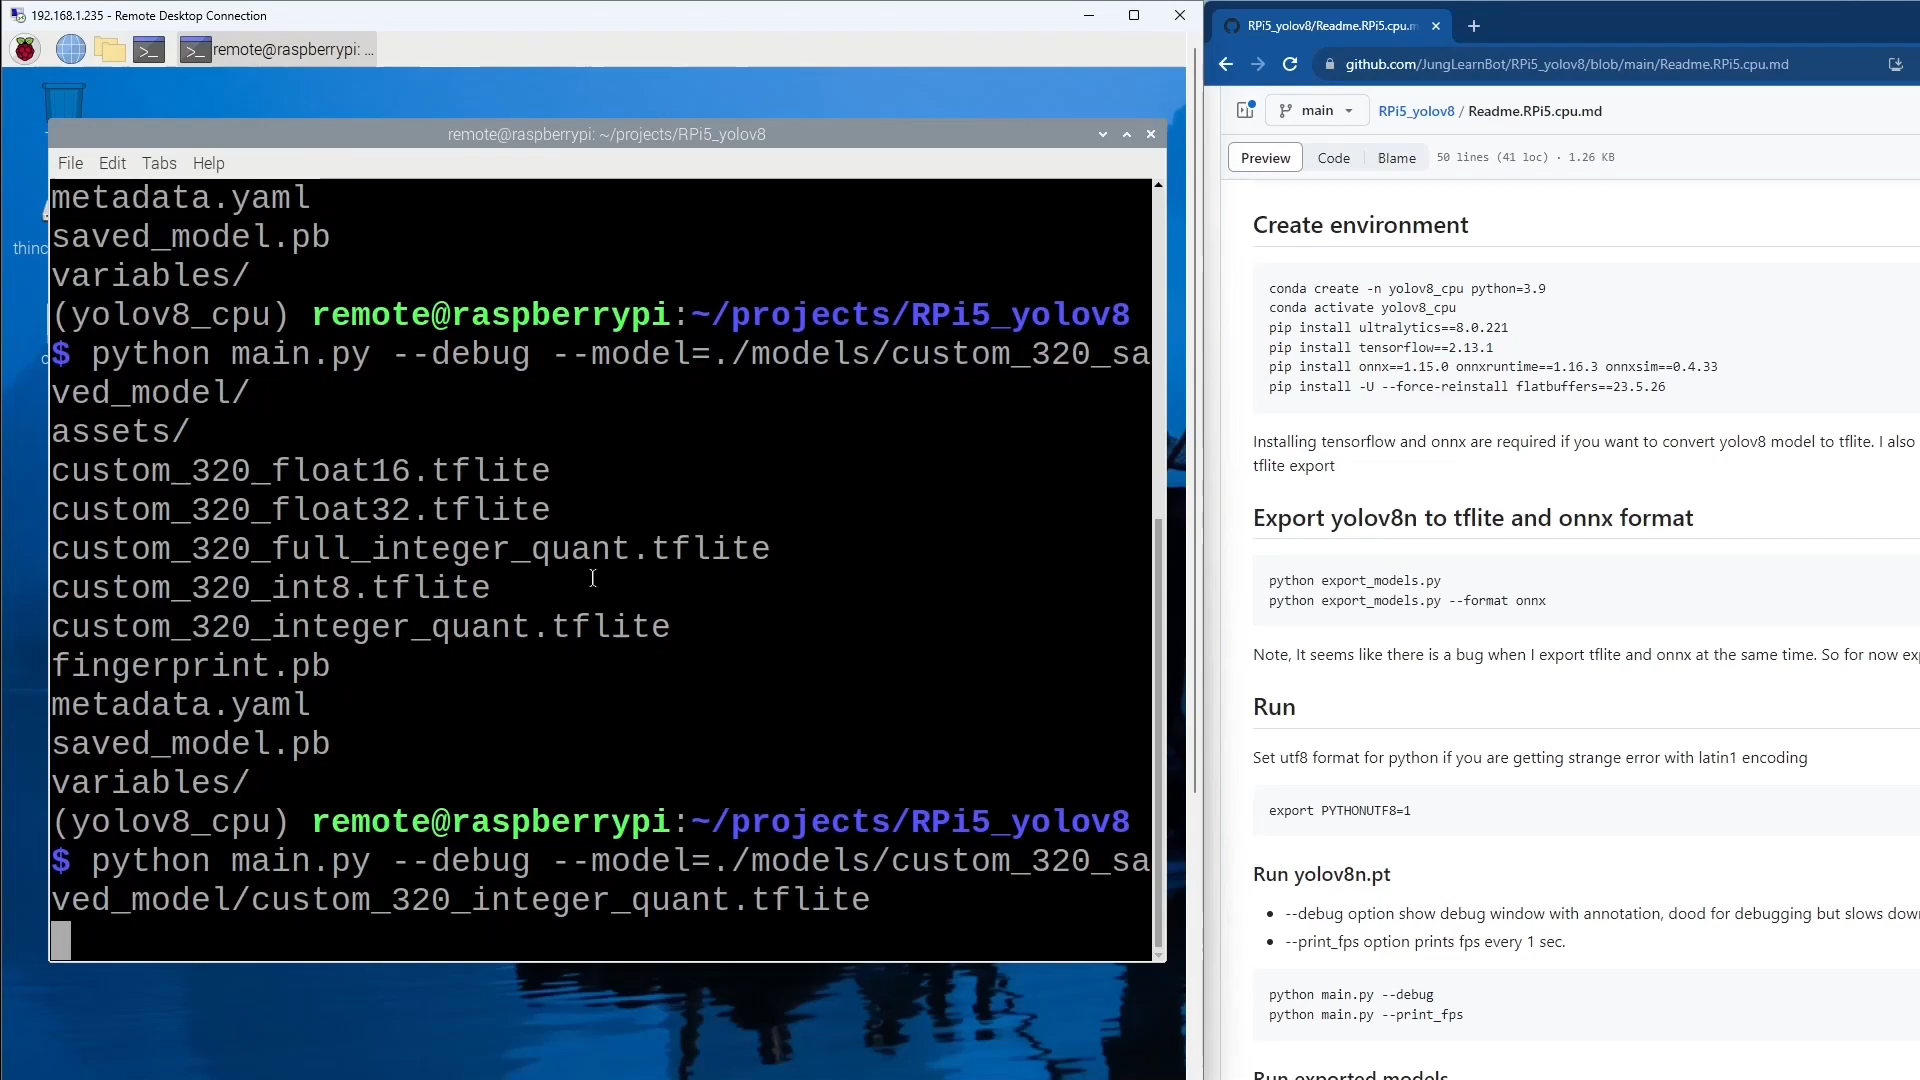 192.168.1.235 - Remote Desktop Connection
remote@raspberrypi: ...
remote@raspberrypi: ~/projects/RPi5_yolov8
File Edit Tabs Help
thinc
metadata.yaml
saved_model.pb
variables/
(yolov8_cpu) remote@raspberrypi:~/projects/RPi5_yolov8
$ python main.py --debug --model=./models/custom_320_sa
ved_model/
assets/
custom_320_float16.tflite
custom_320_float32.tflite
custom_320_full_integer_quant.tflite
custom_320_int8.tflite
custom_320_integer_quant.tflite
fingerprint.pb
metadata.yaml
saved_model.pb
variables/
(yolov8_cpu) remote@raspberrypi:~/projects/RPi5_yolov8
$ python main.py --debug --model=./models/custom_320_sa
ved_model/custom_320_integer_quant.tflite
RPi5_yolov8/Readme.RPi5.cpu.m
github.com/JungLearnBot/RPi5_yolov8/blob/main/Readme.RPi5.cpu.md
main RPi5_yolov8 / Readme.RPi5.cpu.md
Preview Code Blame 50 lines (41 loc) · 1.26 KB
Create environment
conda create -n yolov8_cpu python=3.9
conda activate yolov8_cpu
pip install ultralytics==8.0.221
pip install tensorflow==2.13.1
pip install onnx==1.15.0 onnxruntime==1.16.3 onnxsim==0.4.33
pip install -U --force-reinstall flatbuffers==23.5.26
Installing tensorflow and onnx are required if you want to convert yolov8 model to tflite. I also
tflite export
Export yolov8n to tflite and onnx format
python export_models.py
python export_models.py --format onnx
Note, It seems like there is a bug when I export tflite and onnx at the same time. So for now exp
Run
Set utf8 format for python if you are getting strange error with latin1 encoding
export PYTHONUTF8=1
Run yolov8n.pt
• --debug option show debug window with annotation, dood for debugging but slows dow
• --print_fps option prints fps every 1 sec.
python main.py --debug
python main.py --print_fps
Run exported models